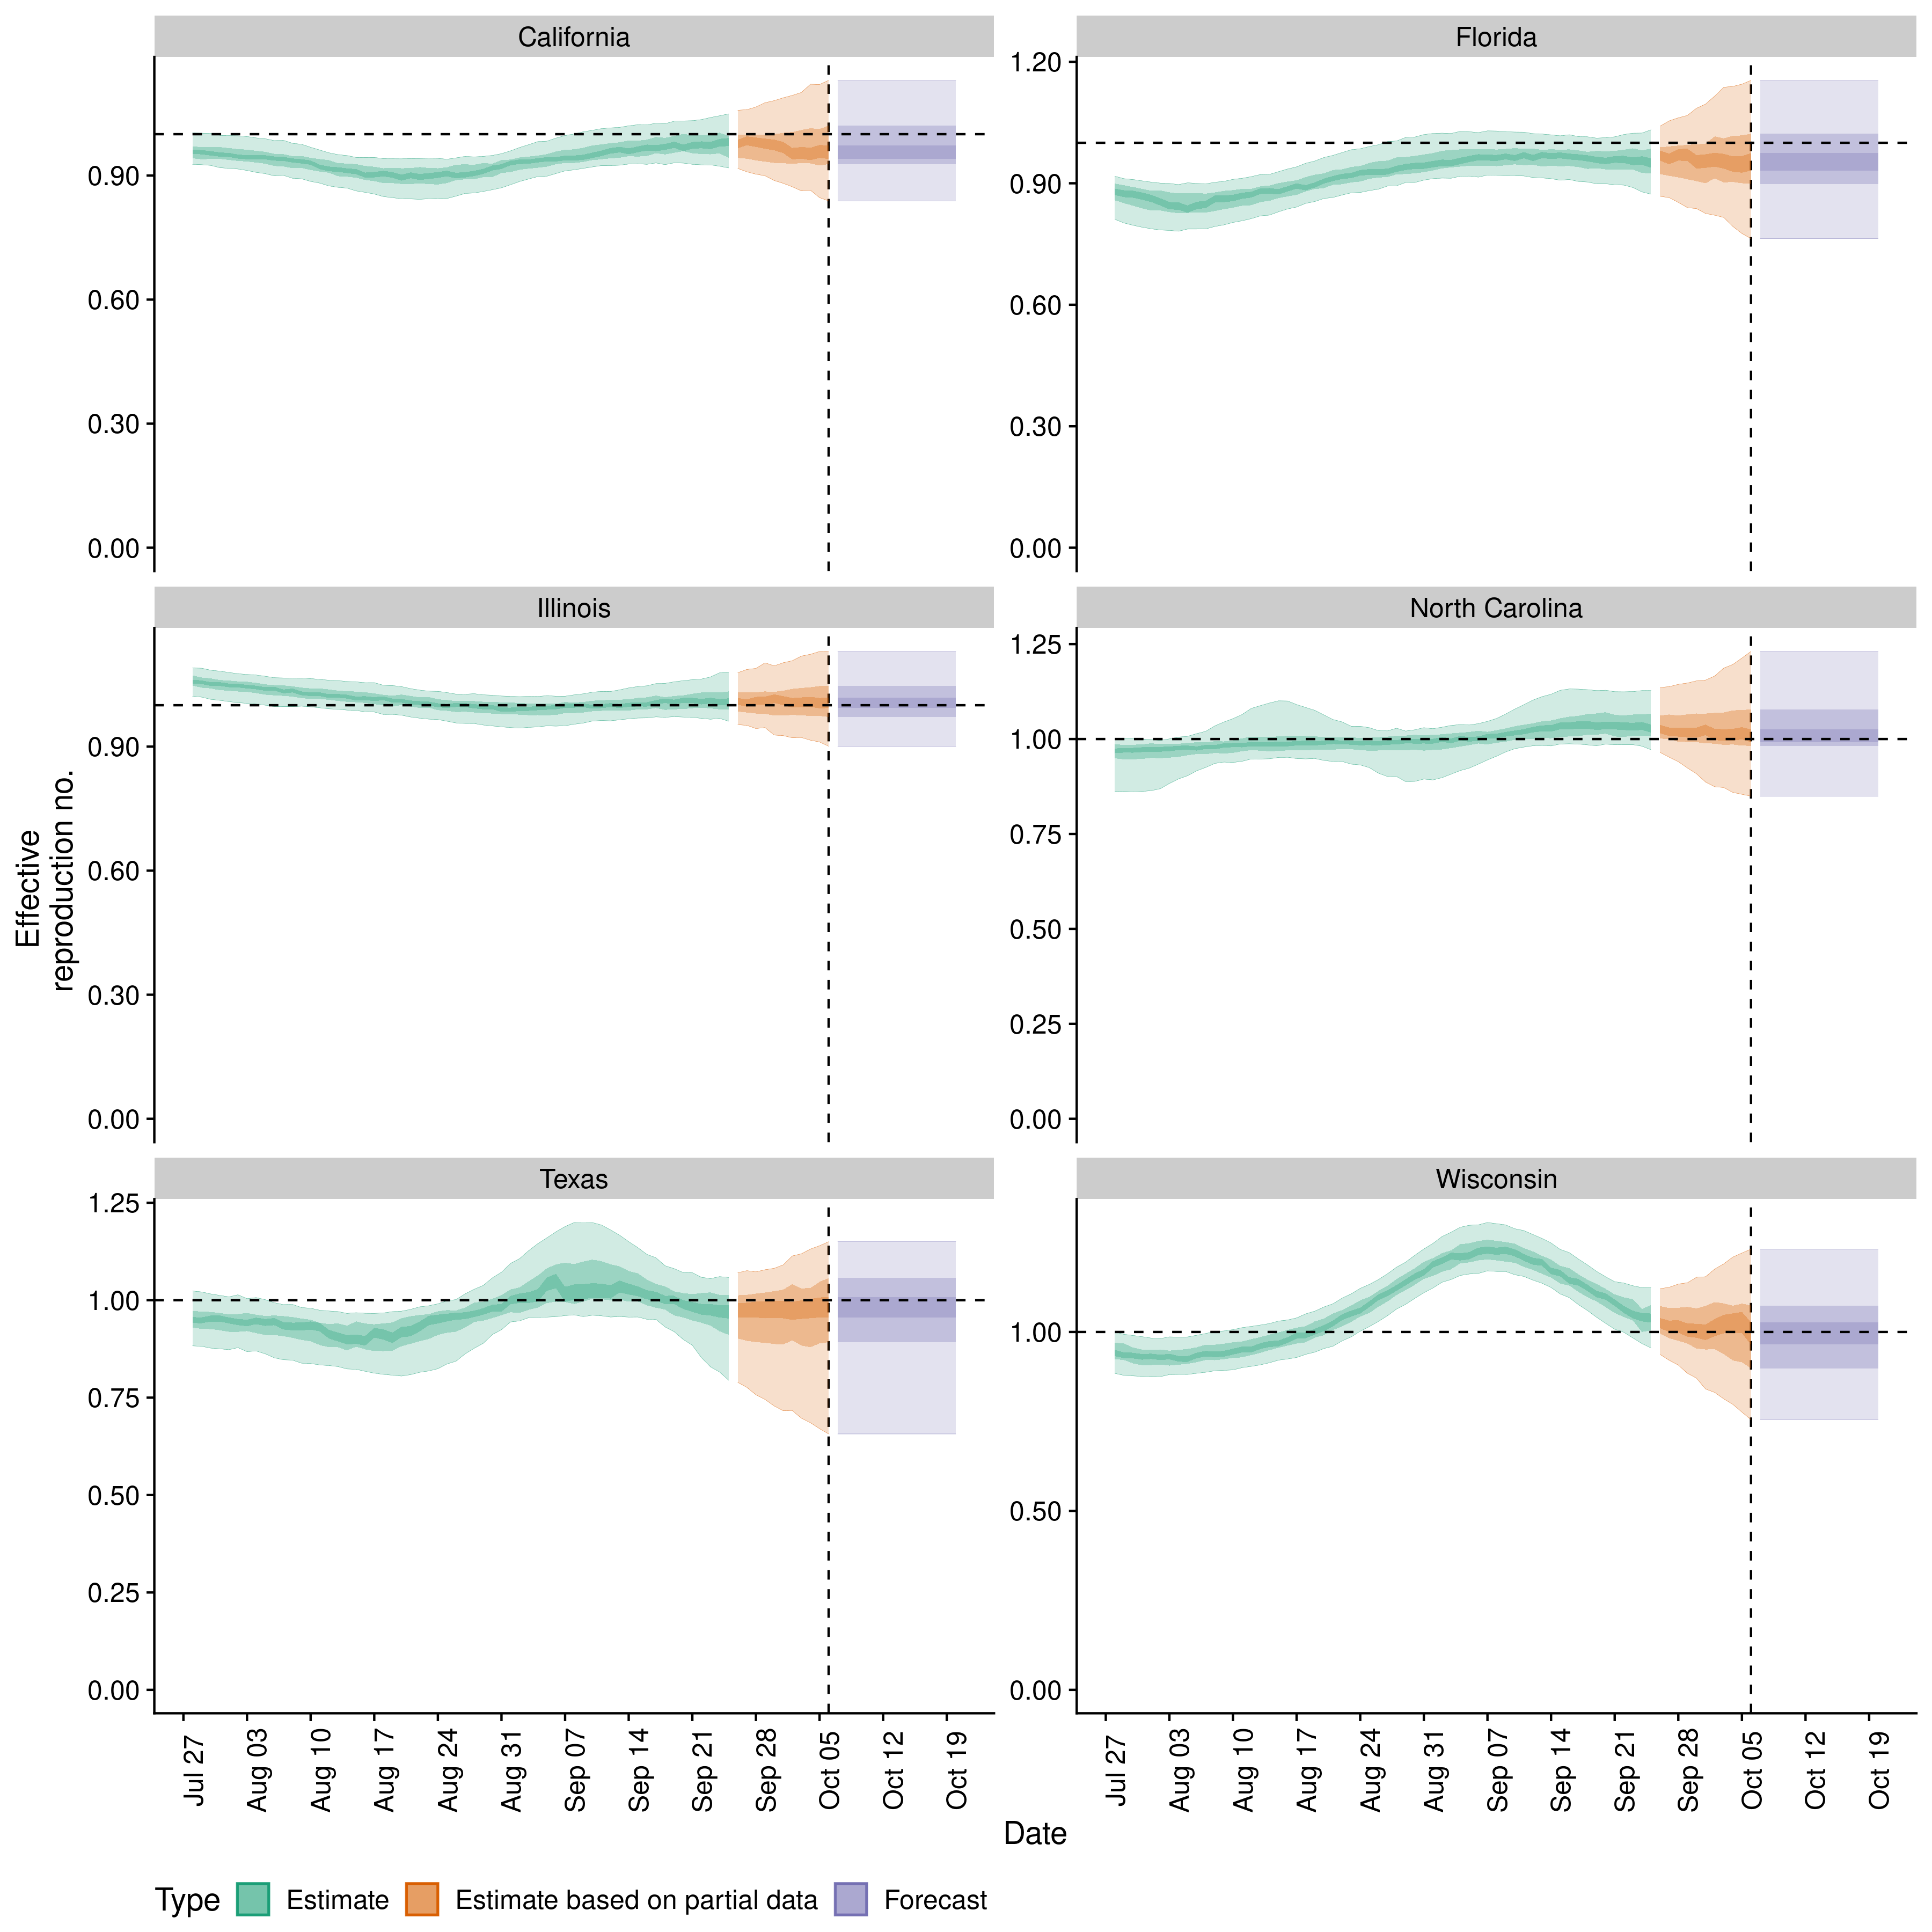 California
Florida
0.90
0.60
0.30
0.00
1.20
0.90
0.60
0.30
0.00
Illinois
North Carolina
0.90
0.60
0.30
0.00
1.25
1.00
0.75
0.50
0.25
0.00
Effective
reproduction no.
Texas
Wisconsin
1.25
1.00
0.75
0.50
0.25
0.00
1.00
0.50
0.00
Jul 27
Aug 03
Aug 10
Aug 17
Aug 24
Aug 31
Sep 07
Sep 14
Sep 21
Sep 28
Oct 05
Oct 12
Oct 19
Jul 27
Aug 03
Aug 10
Aug 17
Aug 24
Aug 31
Sep 07
Sep 14
Sep 21
Sep 28
Oct 05
Oct 12
Oct 19
Date
Type Estimate Estimate based on partial data Forecast